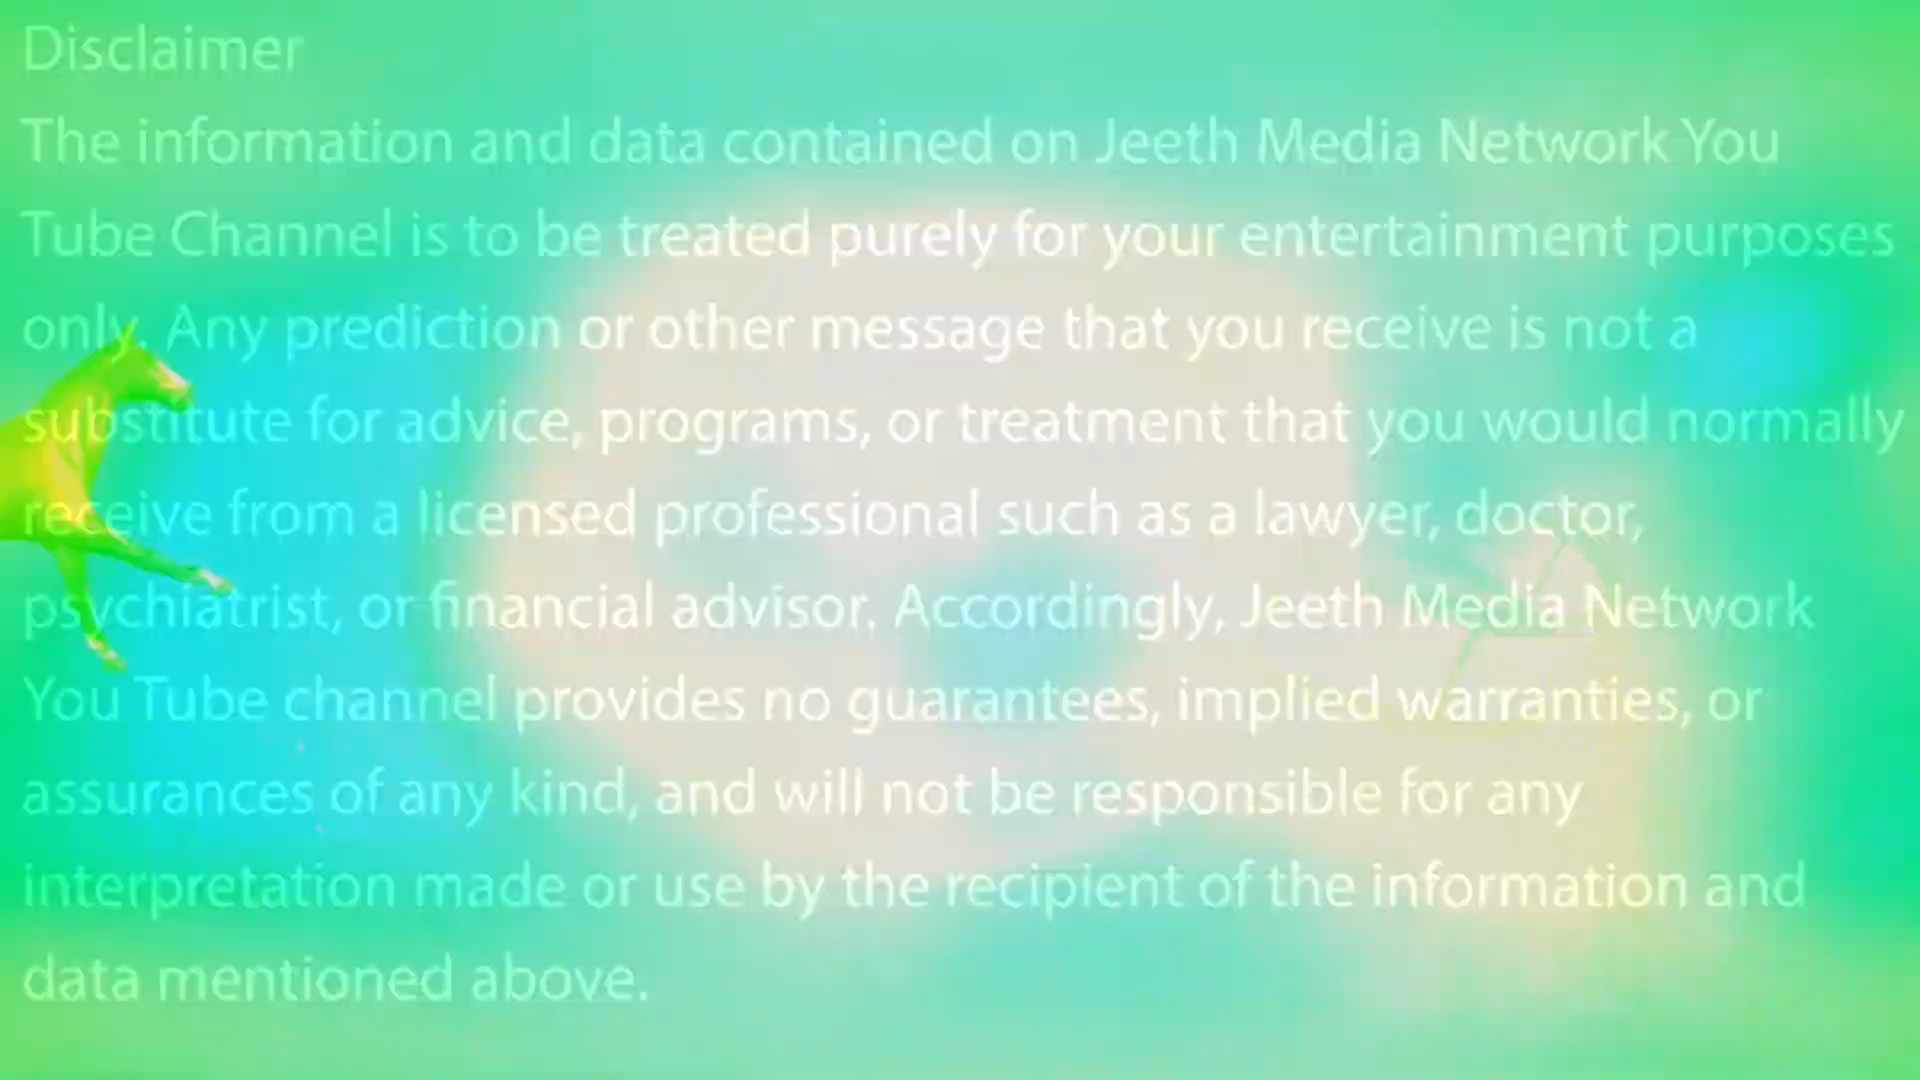 Disclaimer
The information and data contained on Jeeth Media Network You
Tube Channel is to be treated purely for your entertainment purposes
only. Any prediction or other message that you receive is not a
substitute for advice, programs, or treatment that you would normally
receive from a licensed professional such as a lawyer, doctor,
psychiatrist, or financial advisor. Accordingly, Jeeth Media Network
You Tube channel provides no guarantees, implied warranties, or
assurances of any kind, and will not be responsible for any
interpretation made or use by the recipient of the information and
data mentioned above.